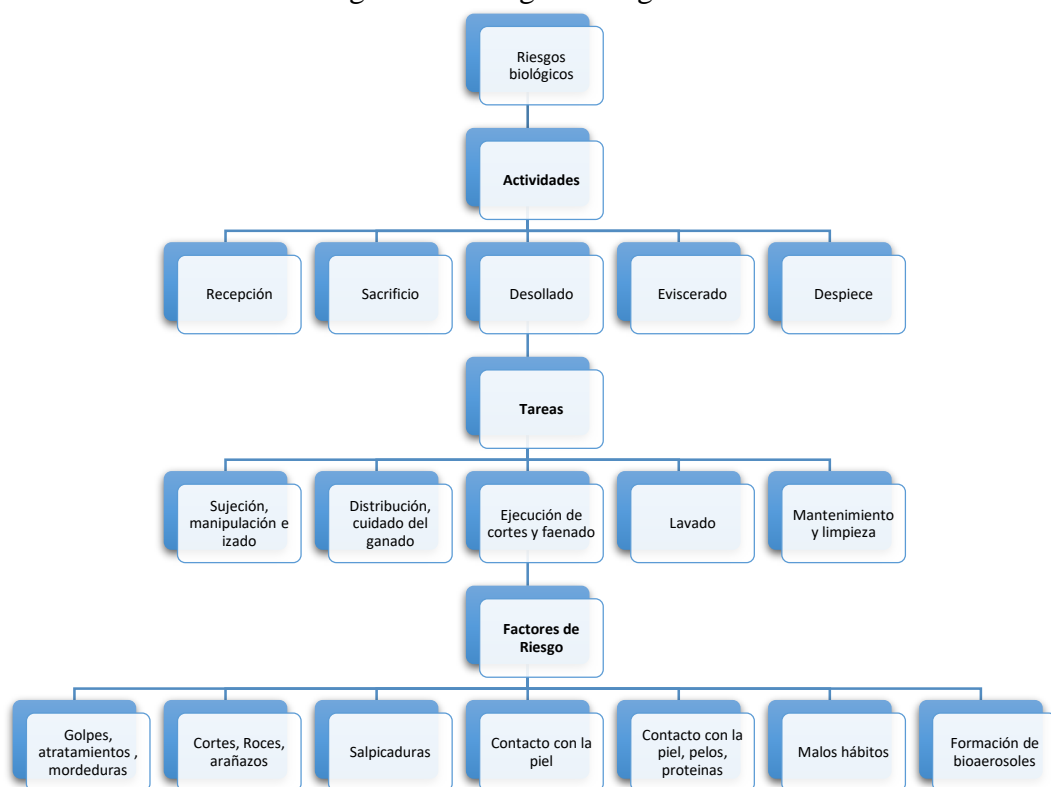 Riesgos
biológicos
Actividades
Recepción
Sacrificio
Desollado
Eviscerado
Despiece
Tareas
Sujeción,
manipulación e
izado
Distribución,
cuidado del
ganado
Ejecución de
cortes y faenado
Lavado
Mantenimiento
y limpieza
Factores de
Riesgo
Golpes,
atratamientos ,
mordeduras
Cortes, Roces,
arañazos
Salpicaduras
Contacto con la
piel
Contacto con la
piel, pelos,
proteinas
Malos hábitos
Formación de
bioaerosoles